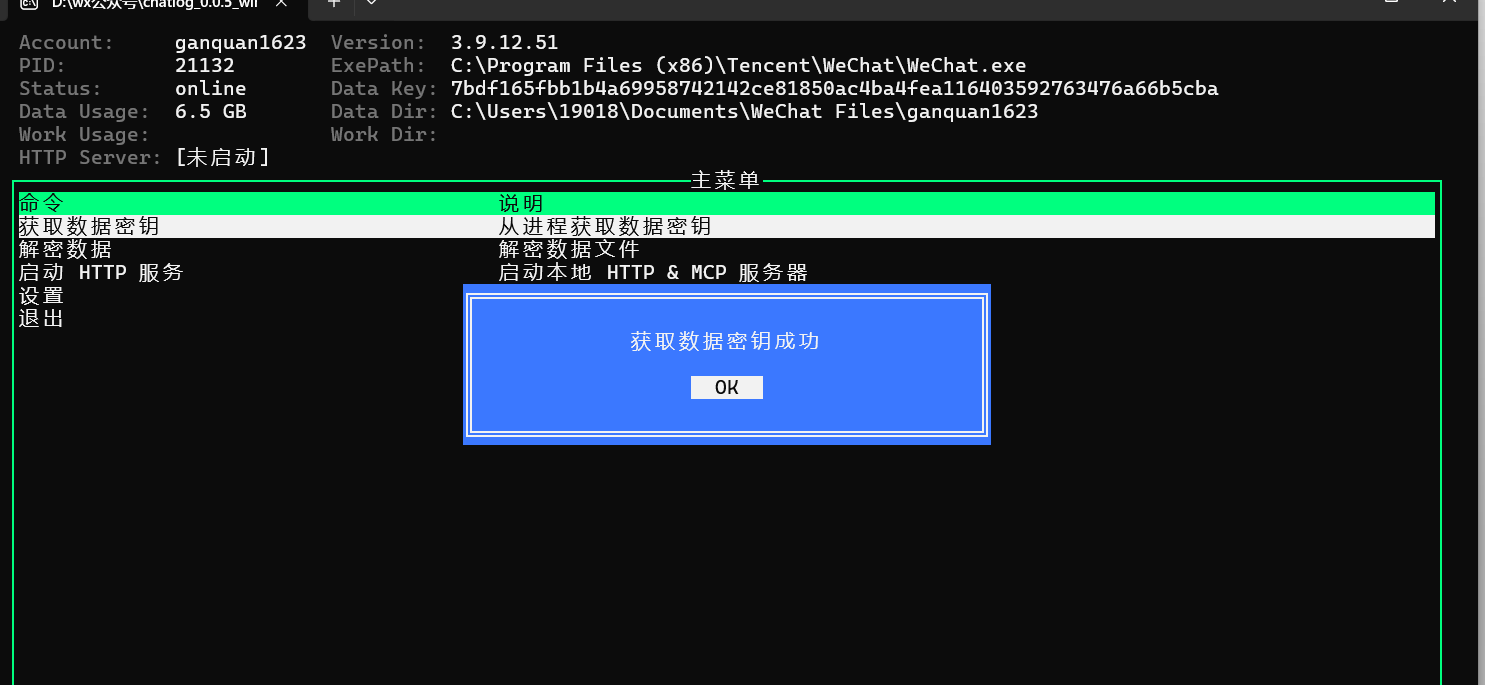 D:\wx公众号\chatlog_0.0.5_wi
Account: ganquan1623 Version: 3.9.12.51
PID: 21132 ExePath: C:\Program Files (x86)\Tencent\WeChat\WeChat.exe
Status: online Data Key: 7bdf165fbb1b4a69958742142ce81850ac4ba4fea116403592763476a66b5cba
Data Usage: 6.5 GB Data Dir: C:\Users\19018\Documents\WeChat Files\ganquan1623
Work Usage: Work Dir:
HTTP Server: [未启动]
主菜单
命令 说明
获取数据密钥 从进程获取数据密钥
解密数据 解密数据文件
启动 HTTP 服务 启动本地 HTTP & MCP 服务器
设置
退出
获取数据密钥成功
OK